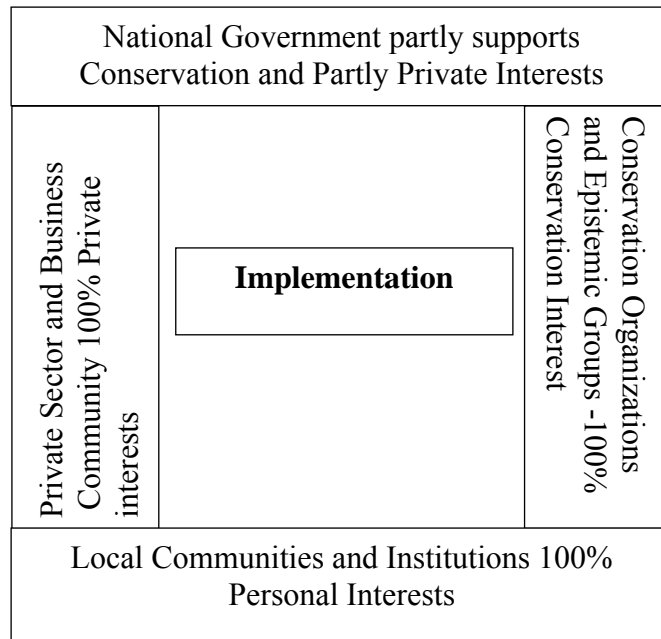 National Government partly supports
Conservation and Partly Private Interests
Private Sector and Business
Community 100% Private
interests
Implementation
Conservation Organizations
and Epistemic Groups -100%
Conservation Interest
Local Communities and Institutions 100%
Personal Interests